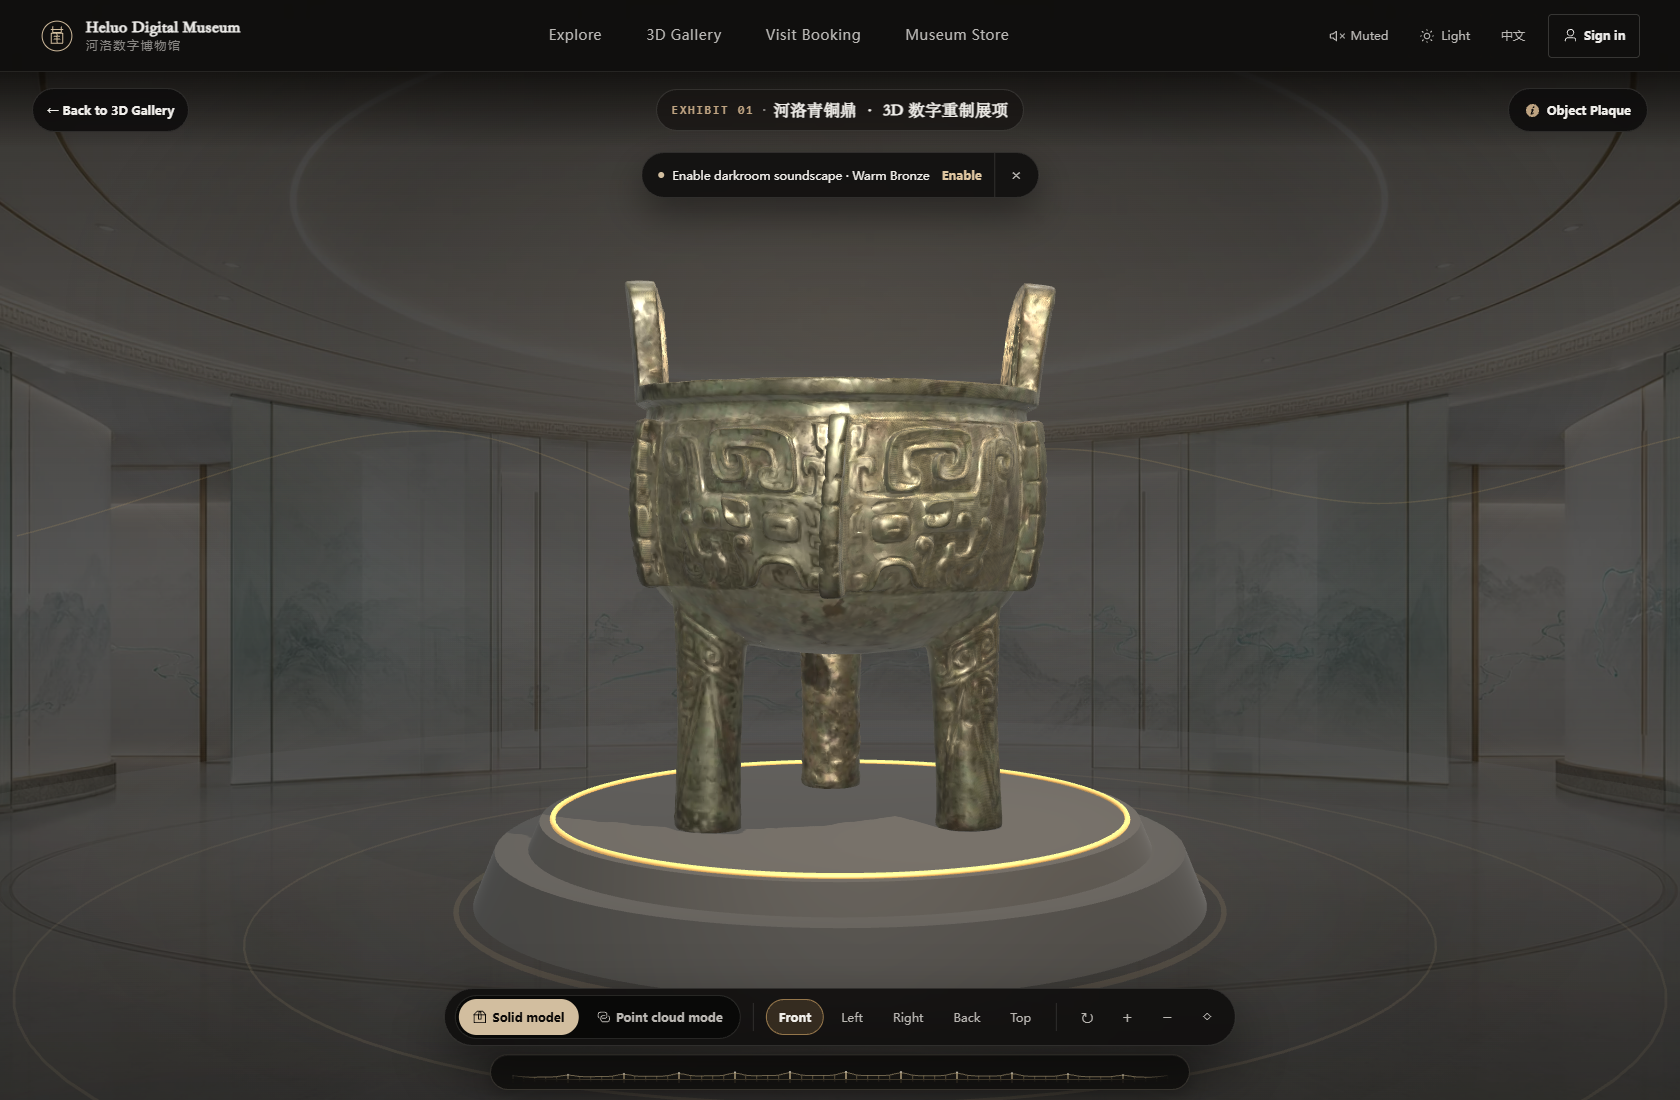 Heluo Digital Museum
河洛数字博物馆
Explore
3D Gallery
Visit Booking
Museum Store
Muted
Light
中文
Sign in
← Back to 3D Gallery
EXHIBIT 01 · 河洛青铜鼎 · 3D 数字重制展项
Object Plaque
Enable darkroom soundscape · Warm Bronze Enable ×
Solid model
Point cloud mode
Front
Left
Right
Back
Top